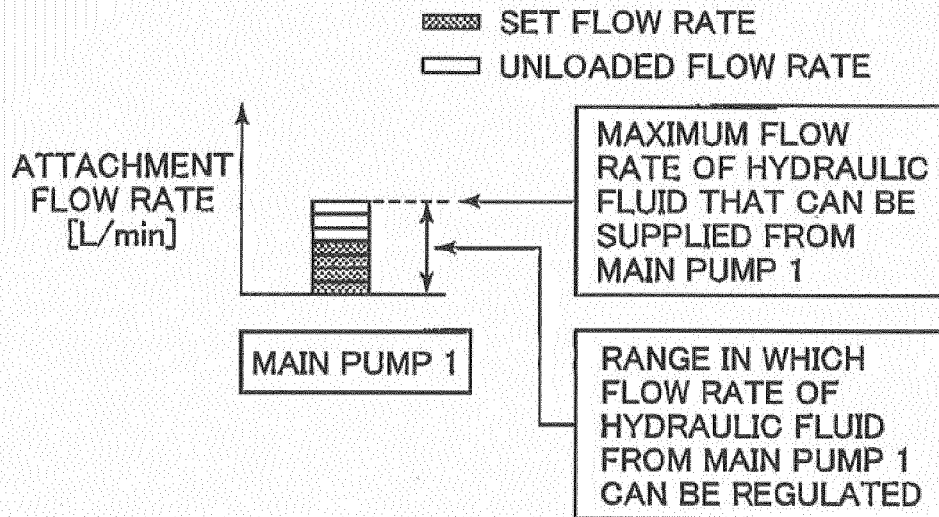 SET FLOW RATE
UNLOADED FLOW RATE
ATTACHMENT
FLOW RATE
[L/min]
MAXIMUM FLOW
RATE OF HYDRAULIC
FLUID THAT CAN BE
SUPPLIED FROM
MAIN PUMP 1
MAIN PUMP 1
RANGE IN WHICH
FLOW RATE OF
HYDRAULIC FLUID
FROM MAIN PUMP 1
CAN BE REGULATED